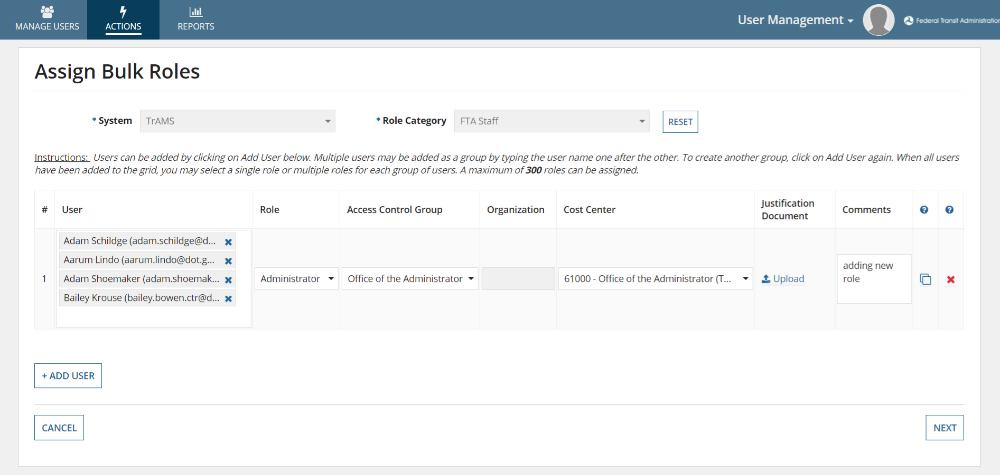 MANAGE USERS
ACTIONS
REPORTS
User Management
Federal Transit Administration
Assign Bulk Roles
* System
TrAMS
* Role Category
FTA Staff
RESET
Instructions: Users can be added by clicking on Add User below. Multiple users may be added as a group by typing the user name one after the other. To create another group, click on Add User again. When all users
have been added to the grid, you may select a single role or multiple roles for each group of users. A maximum of 300 roles can be assigned.
# User Role Access Control Group Organization Cost Center Justification Document Comments ? ?
1
Adam Schildge (adam.schildge@d...
Aarum Lindo (aarum.lindo@dot.g...
Adam Shoemaker (adam.shoemak...
Bailey Krouse (bailey.bowen.ctr@d...
Administrator
Office of the Administrator
61000 - Office of the Administrator (T...
Upload
adding new
role
+ ADD USER
CANCEL
NEXT